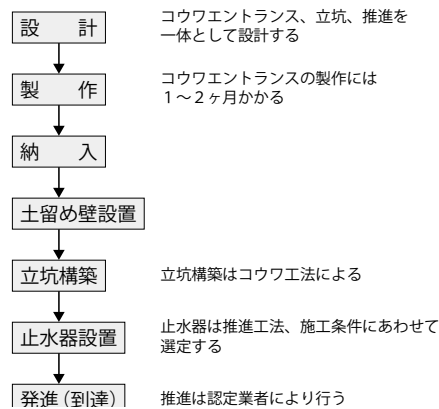 設　計
コウワエントランス、立坑、推進を
一体として設計する
製　作
コウワエントランスの製作には
１～２ヶ月かかる
納　入
土留め壁設置
立坑構築
立坑構築はコウワ工法による
止水器設置
止水器は推進工法、施工条件にあわせて
選定する
発進（到達）
推進は認定業者により行う